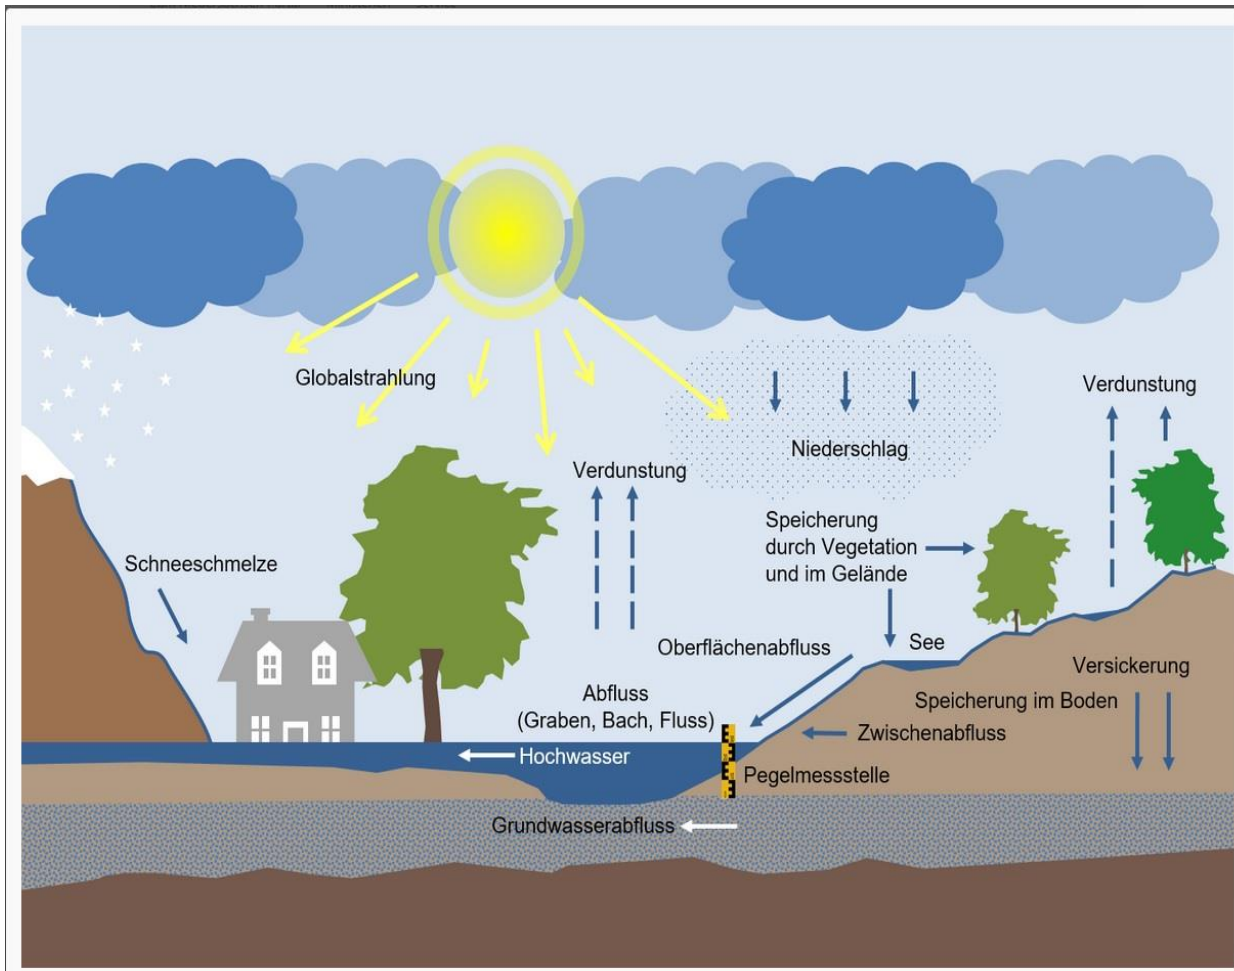 Globalstrahlung
Verdunstung
Niederschlag
Verdunstung
Speicherung
durch Vegetation
und im Gelände
Schneeschmelze
Oberflächenabfluss
See
Versickerung
Abfluss
(Graben, Bach, Fluss)
Speicherung im Boden
Zwischenabfluss
Hochwasser
Pegelmessstelle
Grundwasserabfluss